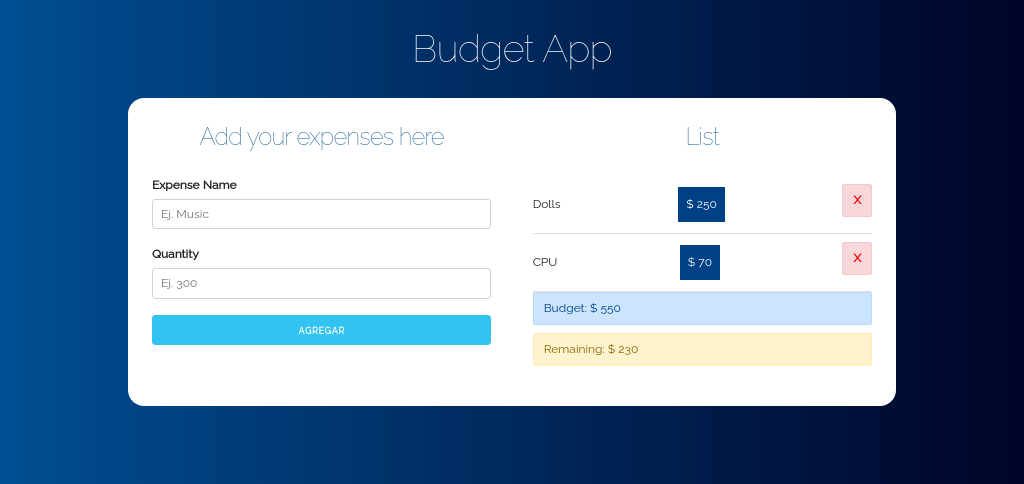 Budget App
Add your expenses here
Expense Name
Ej. Music
Quantity
Ej. 300
AGREGAR
List
Dolls $ 250 X
CPU $ 70 X
Budget: $ 550
Remaining: $ 230